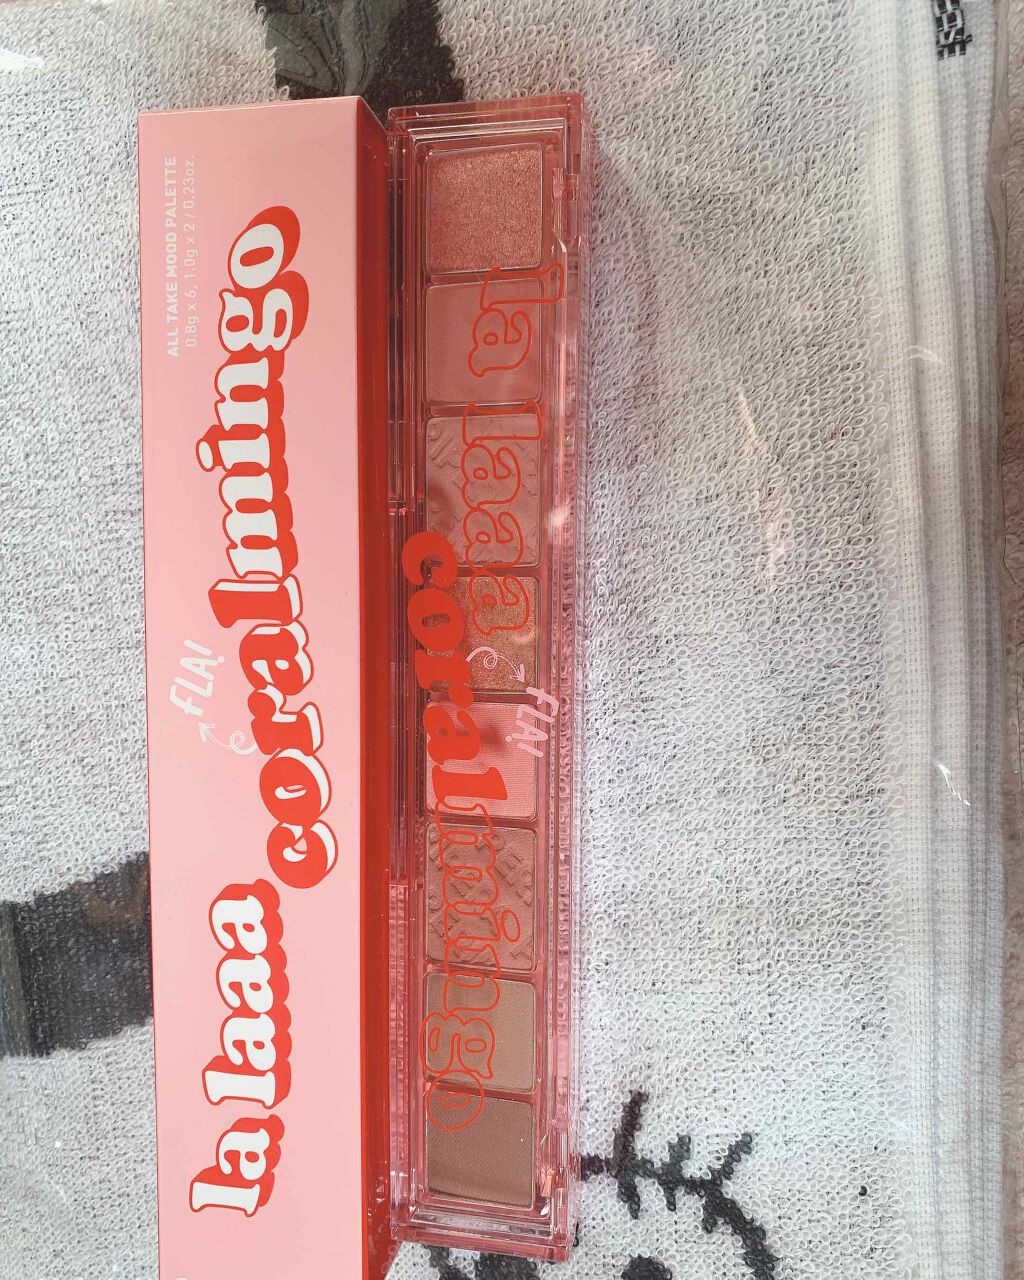 ALL TAKE MOOD PALETTE
0.8g x 6, 1.0g x 2 / 0.23oz.
la laaa
FLA!
coralmingo
la laaa
FLA!
coralmingo